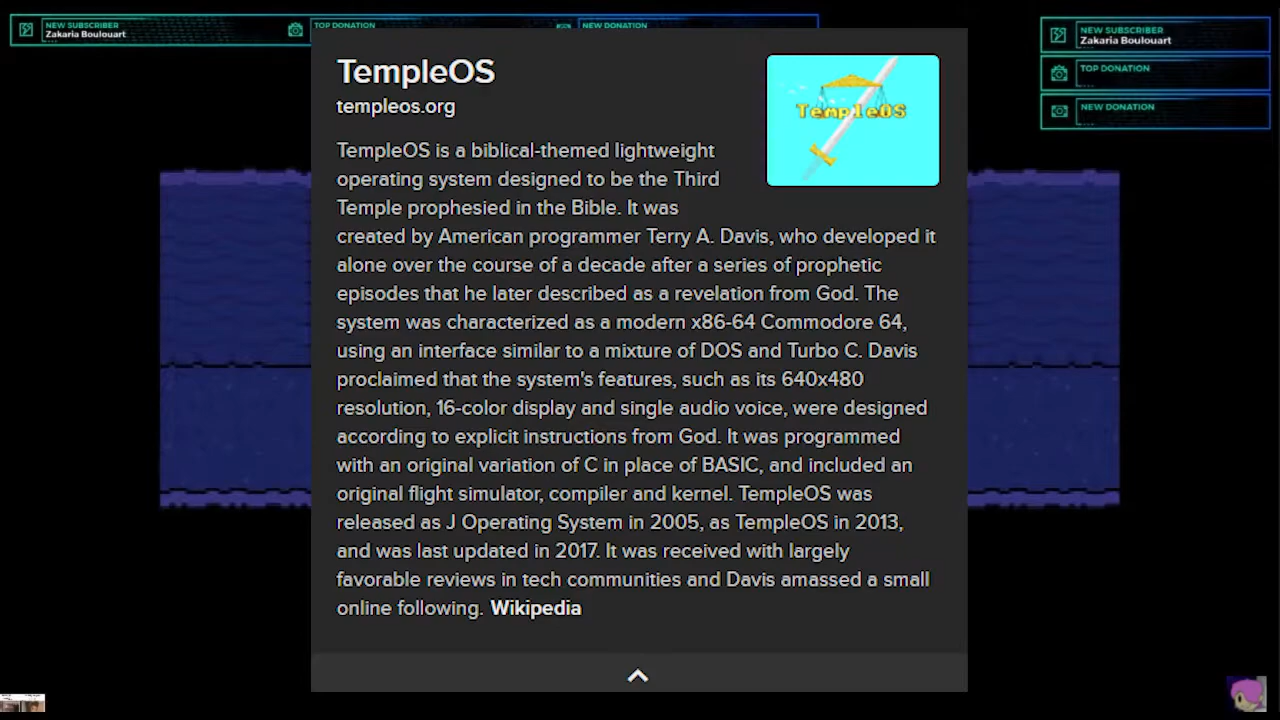 NEW SUBSCRIBER
Zakaria Boulouart
TOP DONATION
NEW DONATION
NEW SUBSCRIBER
Zakaria Boulouart
TOP DONATION
NEW DONATION
TempleOS
templeos.org
TempleOS
TempleOS is a biblical-themed lightweight
operating system designed to be the Third
Temple prophesied in the Bible. It was
created by American programmer Terry A. Davis, who developed it
alone over the course of a decade after a series of prophetic
episodes that he later described as a revelation from God. The
system was characterized as a modern x86-64 Commodore 64,
using an interface similar to a mixture of DOS and Turbo C. Davis
proclaimed that the system's features, such as its 640x480
resolution, 16-color display and single audio voice, were designed
according to explicit instructions from God. It was programmed
with an original variation of C in place of BASIC, and included an
original flight simulator, compiler and kernel. TempleOS was
released as J Operating System in 2005, as TempleOS in 2013,
and was last updated in 2017. It was received with largely
favorable reviews in tech communities and Davis amassed a small
online following. Wikipedia